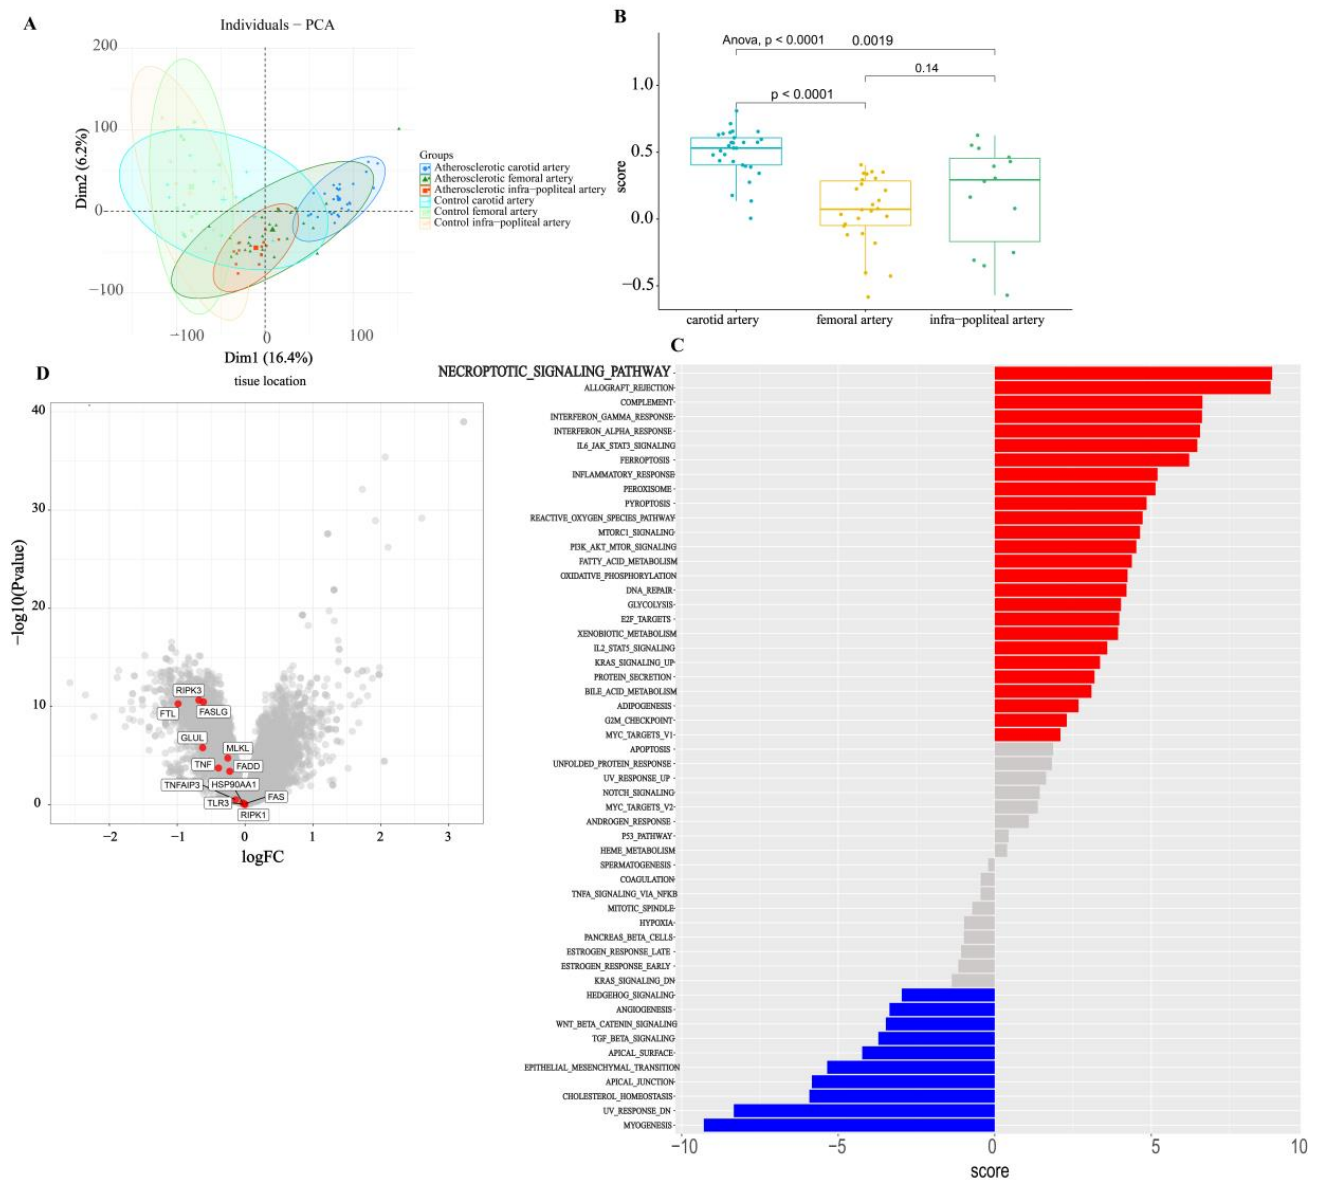 A
Individuals − PCA
200
100
0
−100
Dim2 (6.2%)
−100
0
100
Dim1 (16.4%)
Groups
Atherosclerotic carotid artery
Atherosclerotic femoral artery
Atherosclerotic infra−popliteal artery
Control carotid artery
Control femoral artery
Control infra−popliteal artery
B
Anova, p < 0.0001
0.0019
0.14
p < 0.0001
1.0
0.5
0.0
−0.5
score
carotid artery
femoral artery
infra−popliteal artery
C
NECROPTOTIC_SIGNALING_PATHWAY
ALLOGRAFT_REJECTION
COMPLEMENT
INTERFERON_GAMMA_RESPONSE
INTERFERON_ALPHA_RESPONSE
IL6_JAK_STAT3_SIGNALING
FERROPTOSIS
INFLAMMATORY_RESPONSE
PEROXISOME
PYROPTOSIS
REACTIVE_OXYGEN_SPECIES_PATHWAY
MTORC1_SIGNALING
PI3K_AKT_MTOR_SIGNALING
FATTY_ACID_METABOLISM
OXIDATIVE_PHOSPHORYLATION
DNA_REPAIR
GLYCOLYSIS
E2F_TARGETS
XENOBIOTIC_METABOLISM
IL2_STAT5_SIGNALING
KRAS_SIGNALING_UP
PROTEIN_SECRETION
BILE_ACID_METABOLISM
ADIPOGENESIS
G2M_CHECKPOINT
MYC_TARGETS_V1
APOPTOSIS
UNFOLDED_PROTEIN_RESPONSE
UV_RESPONSE_UP
NOTCH_SIGNALING
MYC_TARGETS_V2
ANDROGEN_RESPONSE
P53_PATHWAY
HEME_METABOLISM
SPERMATOGENESIS
COAGULATION
TNFA_SIGNALING_VIA_NFKB
MITOTIC_SPINDLE
HYPOXIA
PANCREAS_BETA_CELLS
ESTROGEN_RESPONSE_LATE
ESTROGEN_RESPONSE_EARLY
KRAS_SIGNALING_DN
HEDGEHOG_SIGNALING
ANGIOGENESIS
WNT_BETA_CATENIN_SIGNALING
TGF_BETA_SIGNALING
APICAL_SURFACE
EPITHELIAL_MESENCHYMAL_TRANSITION
APICAL_JUNCTION
CHOLESTEROL_HOMEOSTASIS
UV_RESPONSE_DN
MYOGENESIS
−10
−5
0
5
10
score
D
tissue location
40
30
20
10
0
−log10(Pvalue)
RIPK3
FTL
FASLG
GLUL
MLKL
TNF
FADD
TNFAIP3
HSP90AA1
TLR3
FAS
RIPK1
−2
−1
0
1
2
3
logFC